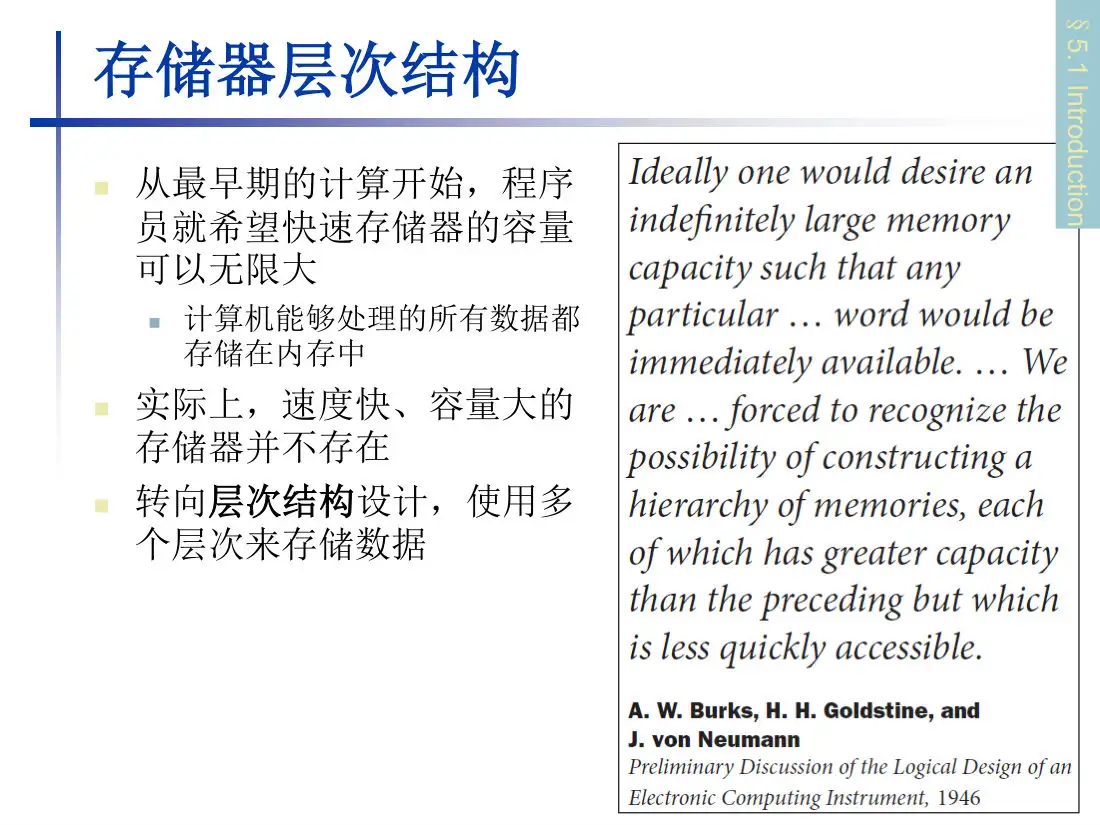 存储器层次结构
§ 5.1 Introduction
从最早期的计算开始，程序
员就希望快速存储器的容量
可以无限大
计算机能够处理的所有数据都
存储在内存中
实际上，速度快、容量大的
存储器并不存在
转向层次结构设计，使用多
个层次来存储数据
Ideally one would desire an
indefinitely large memory
capacity such that any
particular … word would be
immediately available. … We
are … forced to recognize the
possibility of constructing a
hierarchy of memories, each
of which has greater capacity
than the preceding but which
is less quickly accessible.
A. W. Burks, H. H. Goldstine, and
J. von Neumann
Preliminary Discussion of the Logical Design of an
Electronic Computing Instrument, 1946